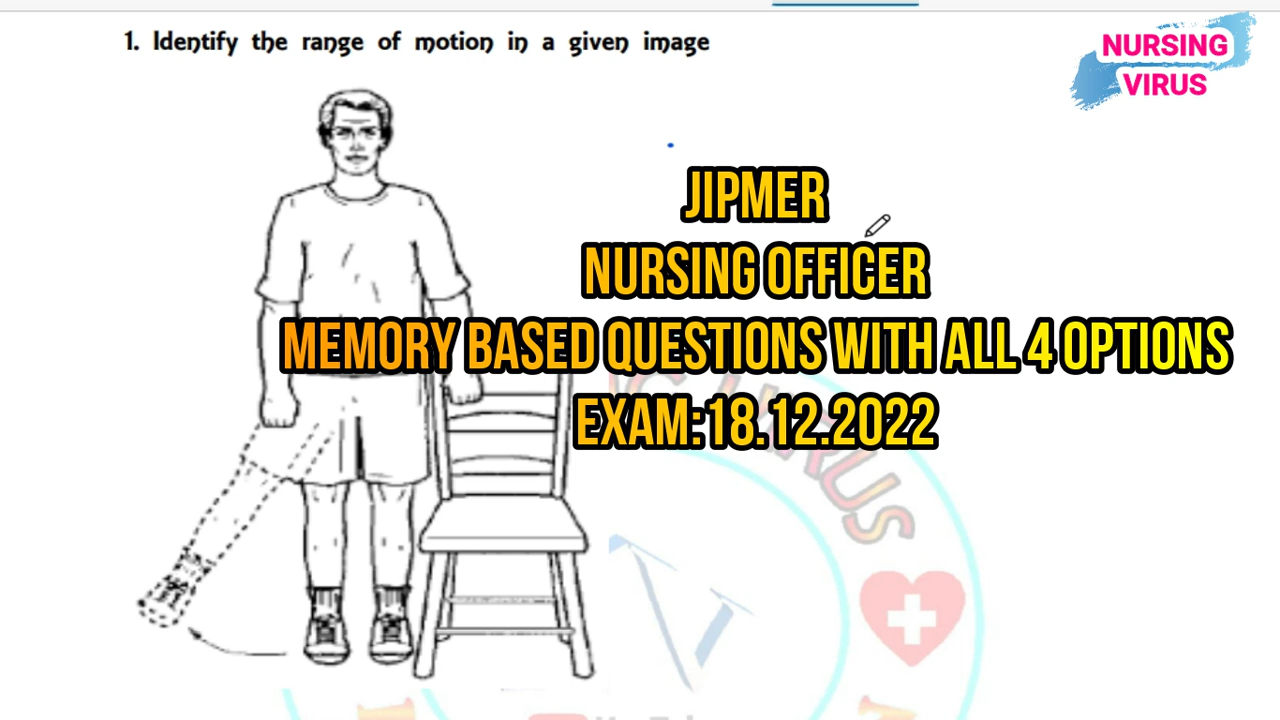 1. Identify the range of motion in a given image
NURSING
VIRUS
JIPMER
NURSING OFFICER
MEMORY BASED QUESTIONS WITH ALL 4 OPTIONS
EXAM:18.12.2022